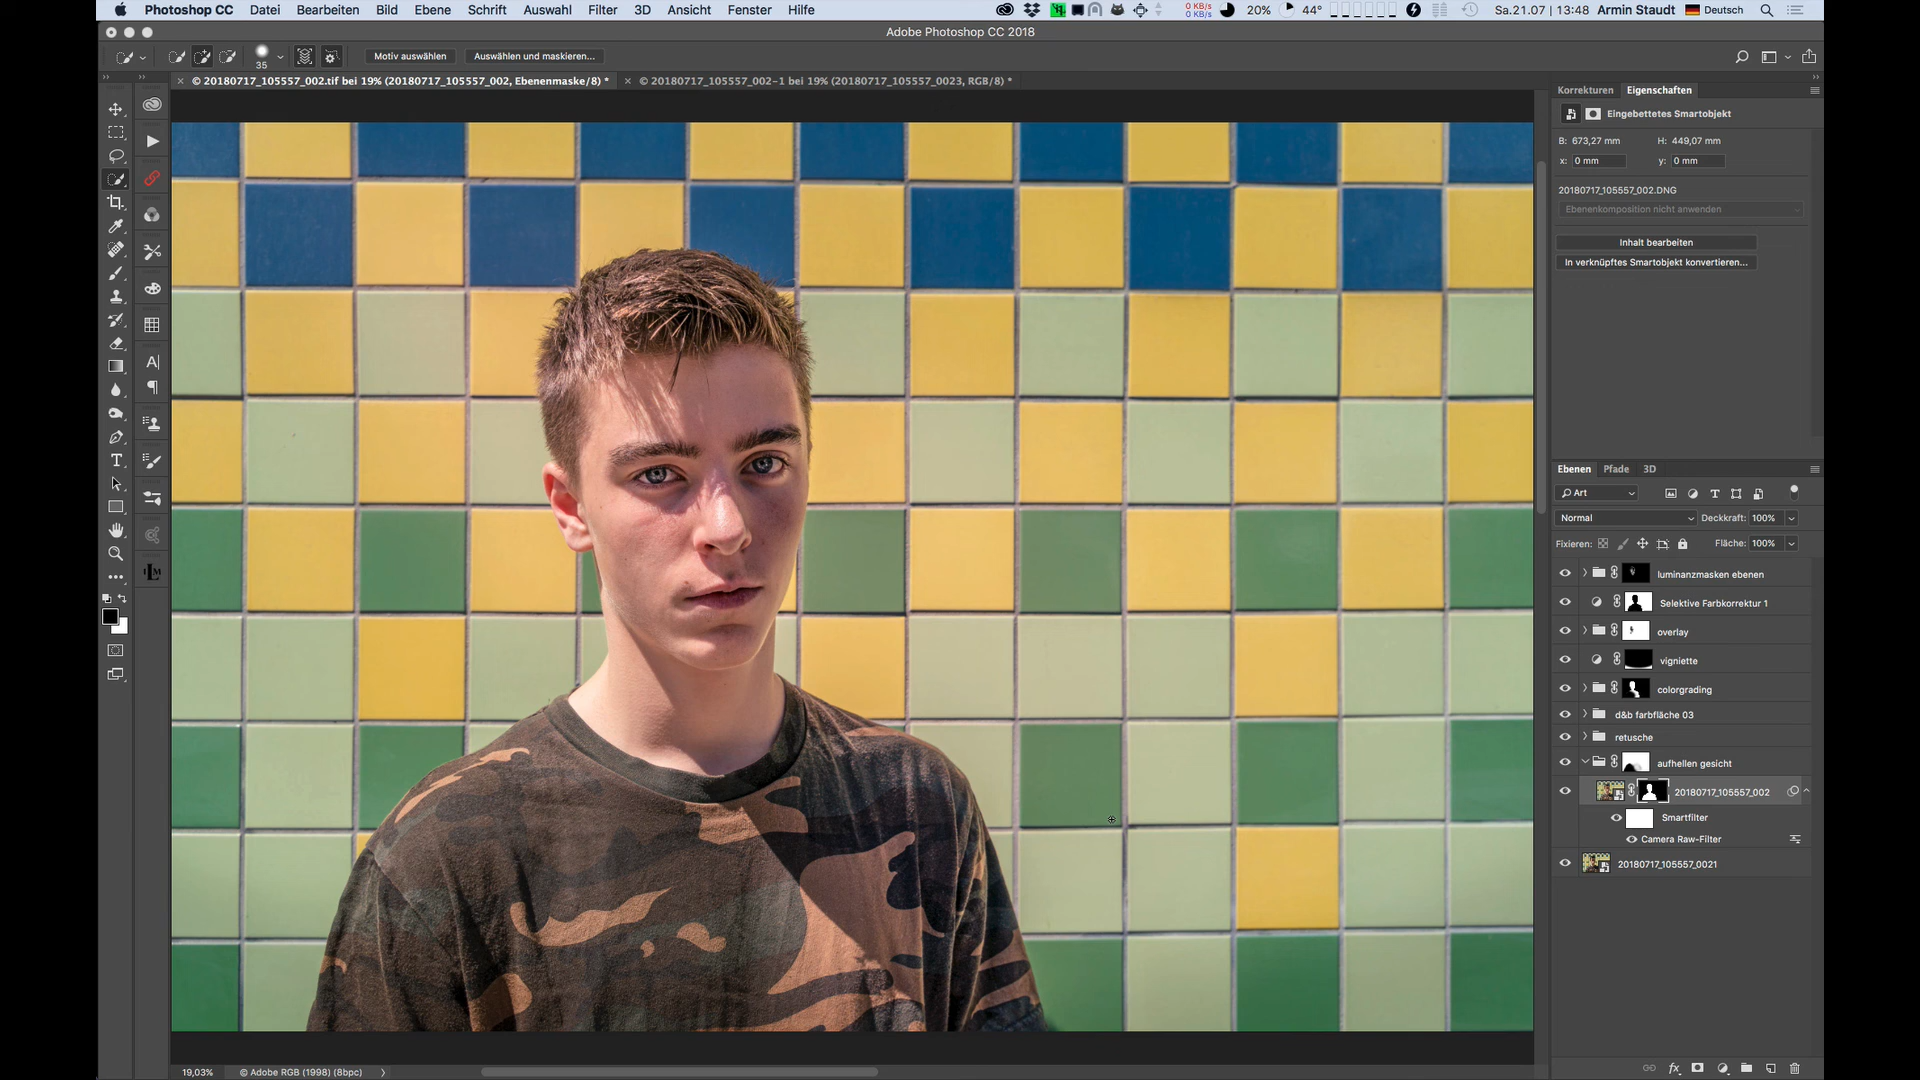 Photoshop CC Datei Bearbeiten Bild Ebene Schrift Auswahl Filter 3D Ansicht Fenster Hilfe 0 KB/s 0 KB/s 20% 44° Sa.21.07 13:48 Armin Staudt Deutsch
Adobe Photoshop CC 2018
35 Motiv auswählen Auswählen und maskieren...
© 20180717_105557_002.tif bei 19% (20180717_105557_002, Ebenenmaske/8) * © 20180717_105557_002-1 bei 19% (20180717_105557_0023, RGB/8) *
Korrekturen Eigenschaften
Eingebettetes Smartobjekt
B: 673,27 mm H: 449,07 mm
x: 0 mm y: 0 mm
20180717_105557_002.DNG
Ebenenkomposition nicht anwenden
Inhalt bearbeiten
In verknüpftes Smartobjekt konvertieren...
Ebenen Pfade 3D
Art
Normal Deckkraft: 100%
Fixieren: Fläche: 100%
luminanzmasken ebenen
Selektive Farbkorrektur 1
overlay
vigniette
colorgrading
d&b farbfläche 03
retusche
aufhellen gesicht
20180717_105557_002
Smartfilter
Camera Raw-Filter
20180717_105557_0021
19,03% © Adobe RGB (1998) (8bpc)